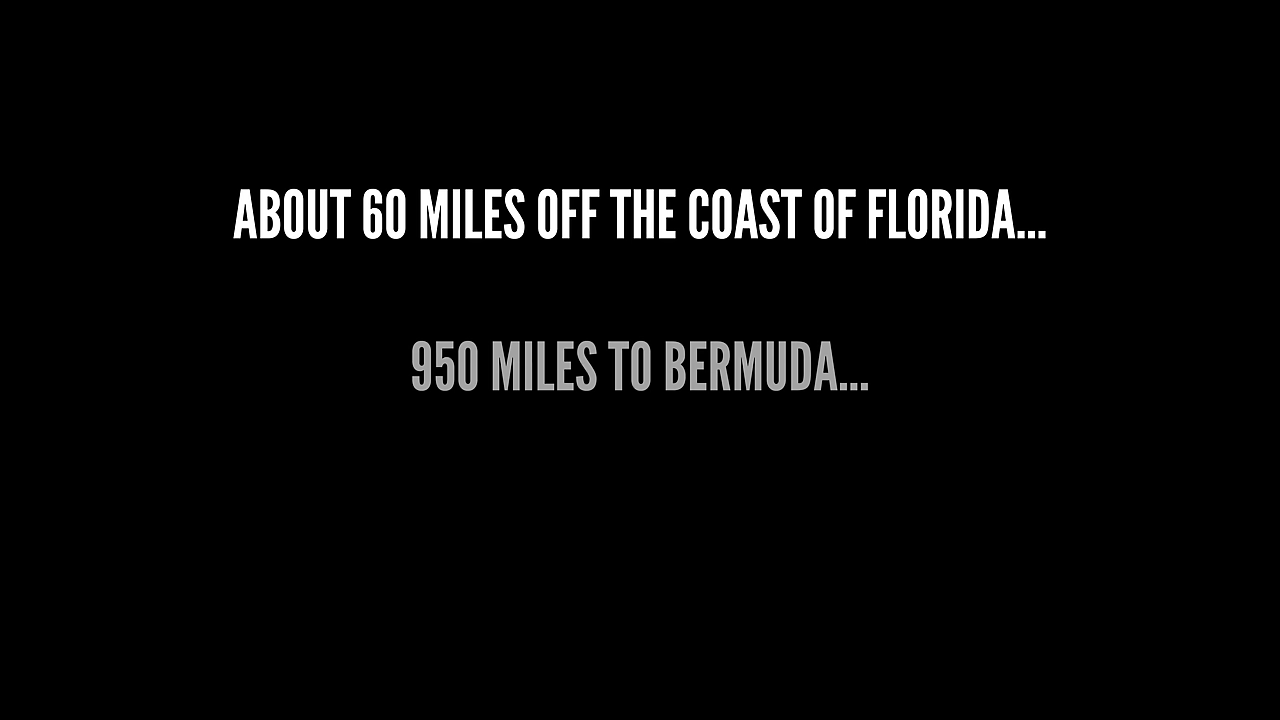 ABOUT 60 MILES OFF THE COAST OF FLORIDA...
950 MILES TO BERMUDA...